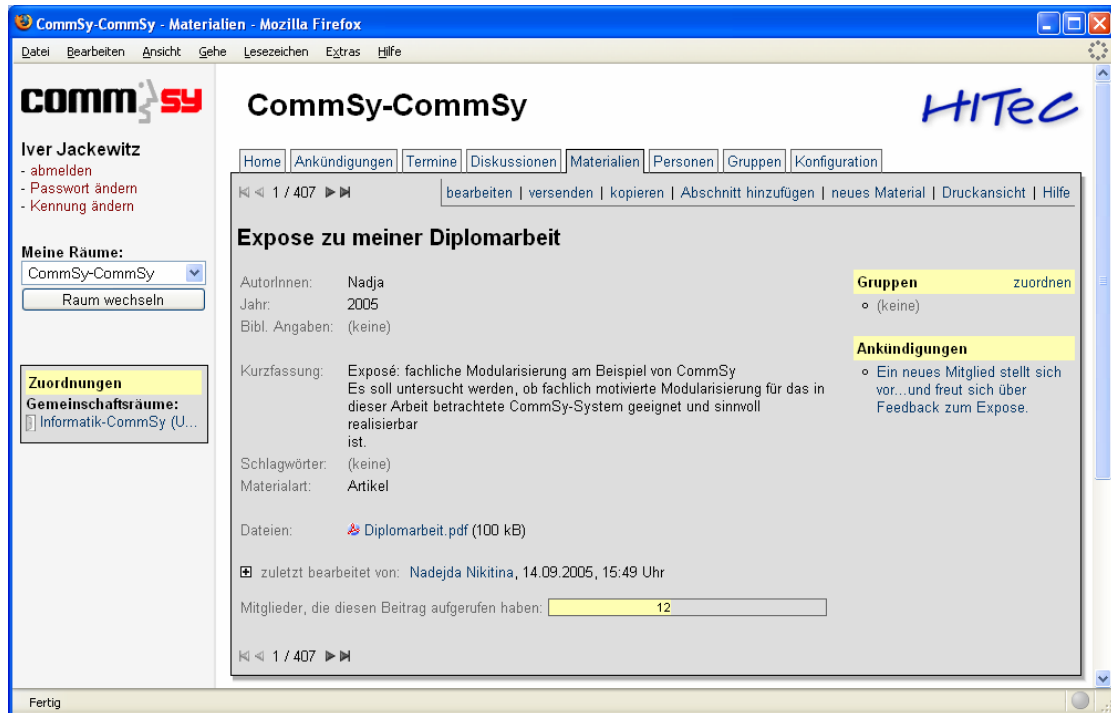 CommSy-CommSy - Materialien - Mozilla Firefox
Datei Bearbeiten Ansicht Gehe Lesezeichen Extras Hilfe
commsy
Iver Jackewitz
- abmelden
- Passwort ändern
- Kennung ändern
Meine Räume:
CommSy-CommSy
Raum wechseln
Zuordnungen
Gemeinschaftsräume:
Informatik-CommSy (U...
CommSy-CommSy
HITeC
Home Ankündigungen Termine Diskussionen Materialien Personen Gruppen Konfiguration
1 / 407
bearbeiten | versenden | kopieren | Abschnitt hinzufügen | neues Material | Druckansicht | Hilfe
Expose zu meiner Diplomarbeit
AutorInnen: Nadja
Jahr: 2005
Bibl. Angaben: (keine)
Kurzfassung: Exposé: fachliche Modularisierung am Beispiel von CommSy
Es soll untersucht werden, ob fachlich motivierte Modularisierung für das in
dieser Arbeit betrachtete CommSy-System geeignet und sinnvoll
realisierbar
ist.
Schlagwörter: (keine)
Materialart: Artikel
Dateien: Diplomarbeit.pdf (100 kB)
zuletzt bearbeitet von: Nadejda Nikitina, 14.09.2005, 15:49 Uhr
Mitglieder, die diesen Beitrag aufgerufen haben: 12
1 / 407
Gruppen zuordnen
(keine)
Ankündigungen
Ein neues Mitglied stellt sich
vor...und freut sich über
Feedback zum Expose.
Fertig